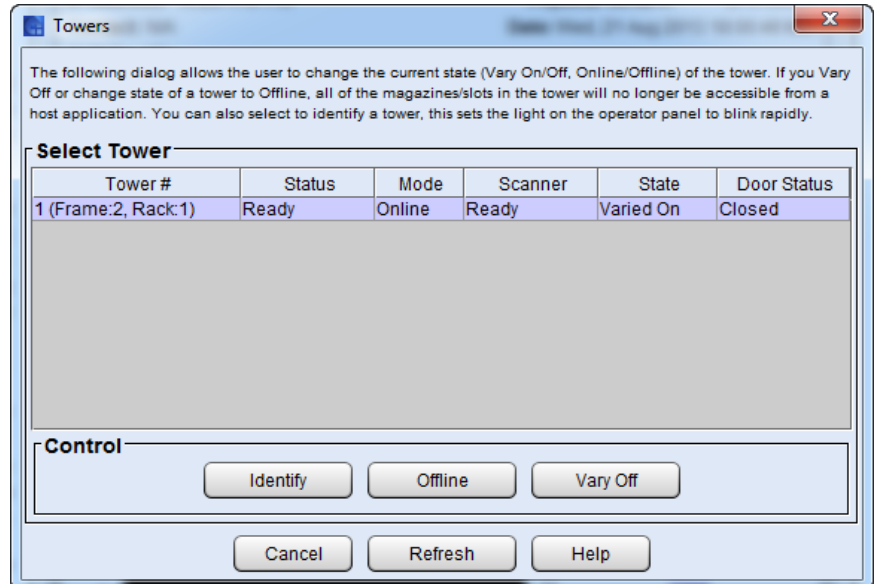 Towers
The following dialog allows the user to change the current state (Vary On/Off, Online/Offline) of the tower. If you Vary
Off or change state of a tower to Offline, all of the magazines/slots in the tower will no longer be accessible from a
host application. You can also select to identify a tower, this sets the light on the operator panel to blink rapidly.
Select Tower
Tower # Status Mode Scanner State Door Status
1 (Frame:2, Rack:1) Ready Online Ready Varied On Closed
Control
Identify Offline Vary Off
Cancel Refresh Help